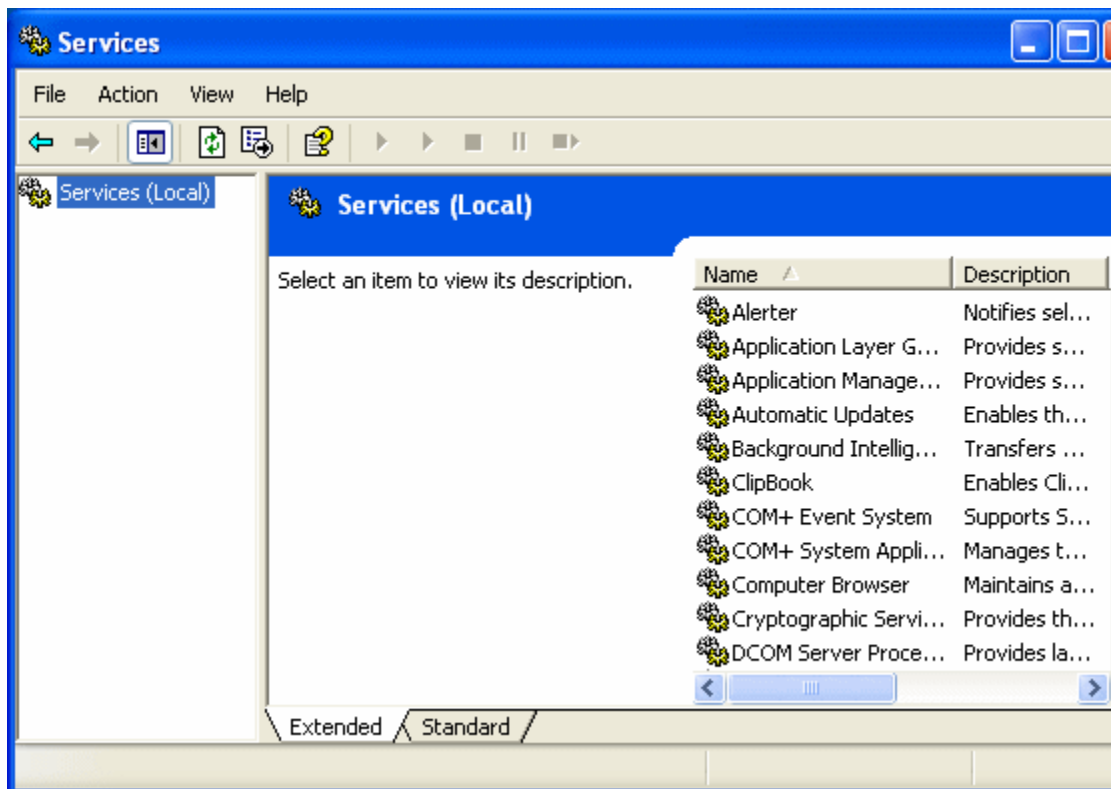 Services
File Action View Help
Services (Local)
Services (Local)
Select an item to view its description.
Name Description
Alerter Notifies sel...
Application Layer G... Provides s...
Application Manage... Provides s...
Automatic Updates Enables th...
Background Intellig... Transfers ...
ClipBook Enables Cli...
COM+ Event System Supports S...
COM+ System Appli... Manages t...
Computer Browser Maintains a...
Cryptographic Servi... Provides th...
DCOM Server Proce... Provides la...
Extended Standard